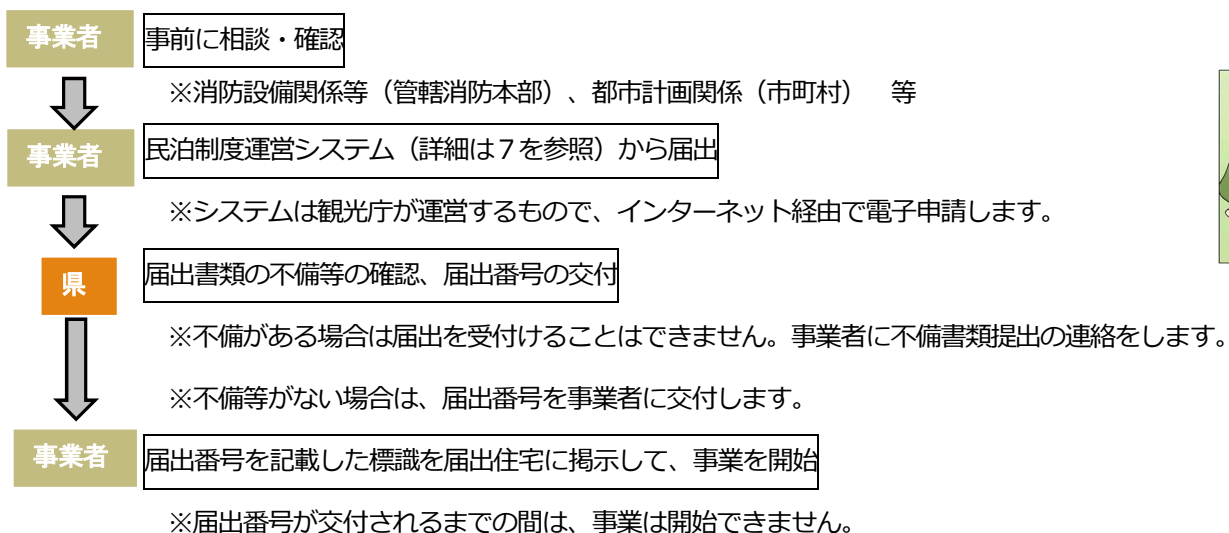 事業者 事前に相談・確認
※消防設備関係等（管轄消防本部）、都市計画関係（市町村）　等
事業者 民泊制度運営システム（詳細は７を参照）から届出
※システムは観光庁が運営するもので、インターネット経由で電子申請します。
県 届出書類の不備等の確認、届出番号の交付
※不備がある場合は届出を受付けることはできません。事業者に不備書類提出の連絡をします。
※不備等がない場合は、届出番号を事業者に交付します。
事業者 届出番号を記載した標識を届出住宅に掲示して、事業を開始
※届出番号が交付されるまでの間は、事業は開始できません。